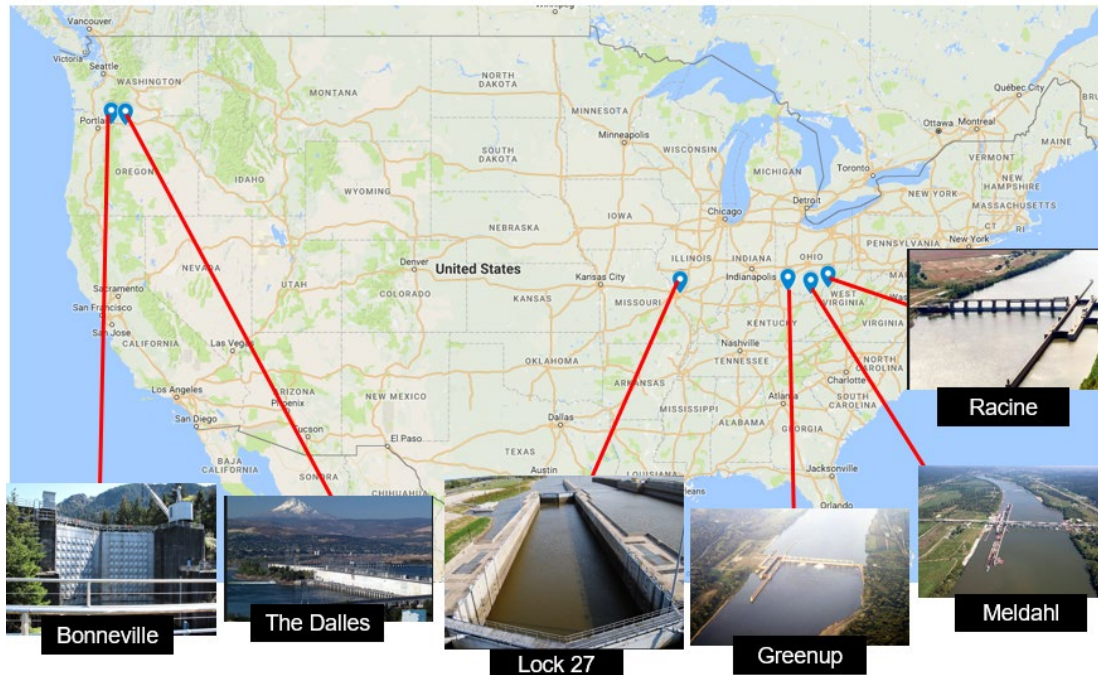 Winnipeg
Vancouver
Victoria
Seattle
WASHINGTON
Portland
OREGON
MONTANA
IDAHO
WYOMING
NORTH
DAKOTA
SOUTH
DAKOTA
MINNESOTA
Minneapolis
WISCONSIN
MICHIGAN
Ottawa
Montreal
Québec City
Toronto
VERMONT
MAINE
NEW
HAMPSHIRE
MASSACHUSETTS
CT
RI
NEW YORK
New York
PENNSYLVANIA
Detroit
Chicago
IOWA
NEBRASKA
ILLINOIS
INDIANA
Indianapolis
OHIO
WEST
VIRGINIA
VIRGINIA
KENTUCKY
Kansas City
MISSOURI
KANSAS
United States
Denver
COLORADO
UTAH
NEVADA
Sacramento
San Francisco
San Jose
CALIFORNIA
Las Vegas
Los Angeles
San Diego
ARIZONA
Phoenix
Tucson
NEW MEXICO
El Paso
OKLAHOMA
ARKANSAS
Nashville
TENNESSEE
NORTH
CAROLINA
Charlotte
SOUTH
CAROLINA
Atlanta
MISSISSIPPI
ALABAMA
GEORGIA
Dallas
TEXAS
Austin
LOUISIANA
Jacksonville
Orlando
BAJA
CALIFORNIA
SONORA
CHIHUAHUA
Racine
Meldahl
Greenup
Lock 27
The Dalles
Bonneville